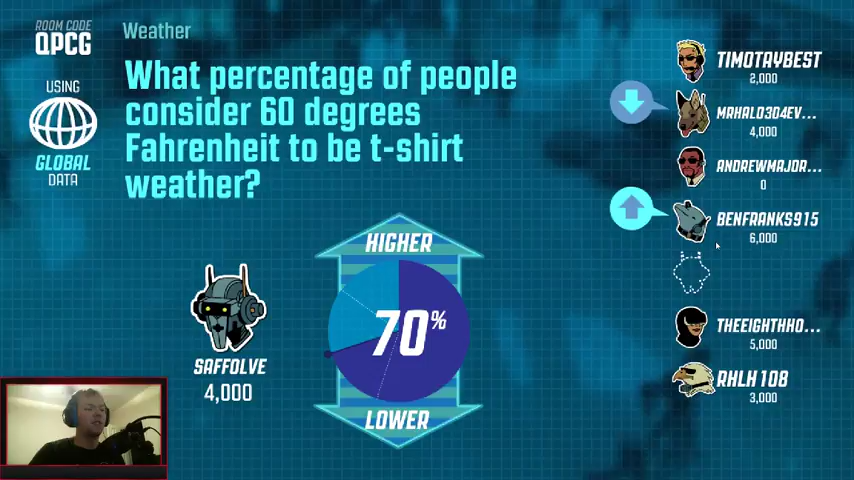 ROOM CODE
QPCG
USING
GLOBAL
DATA
Weather
What percentage of people
consider 60 degrees
Fahrenheit to be t-shirt
weather?
HIGHER
70%
LOWER
SAFFOLVE
4,000
TIMOTAYBEST
2,000
MRHALO304EV...
4,000
ANDREWMAJOR...
0
BENFRANKS915
6,000
THEEIGHTHHO...
5,000
RHLH108
3,000